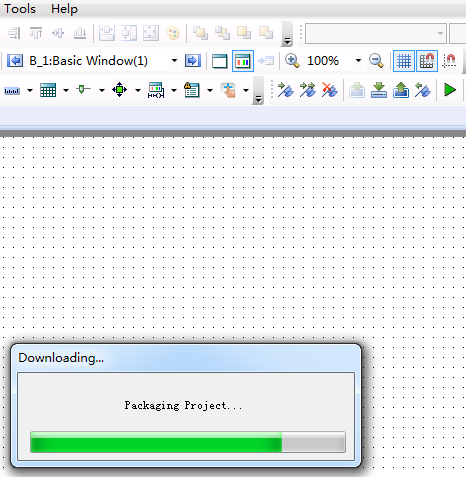 Tools Help
B_1:Basic Window(1) 100%
Downloading...
Packaging Project...